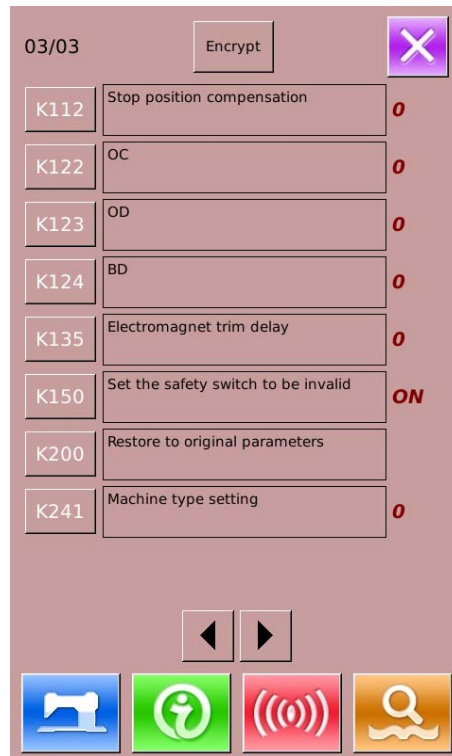 03/03
Encrypt
K112 Stop position compensation 0
K122 OC 0
K123 OD 0
K124 BD 0
K135 Electromagnet trim delay 0
K150 Set the safety switch to be invalid ON
K200 Restore to original parameters
K241 Machine type setting 0